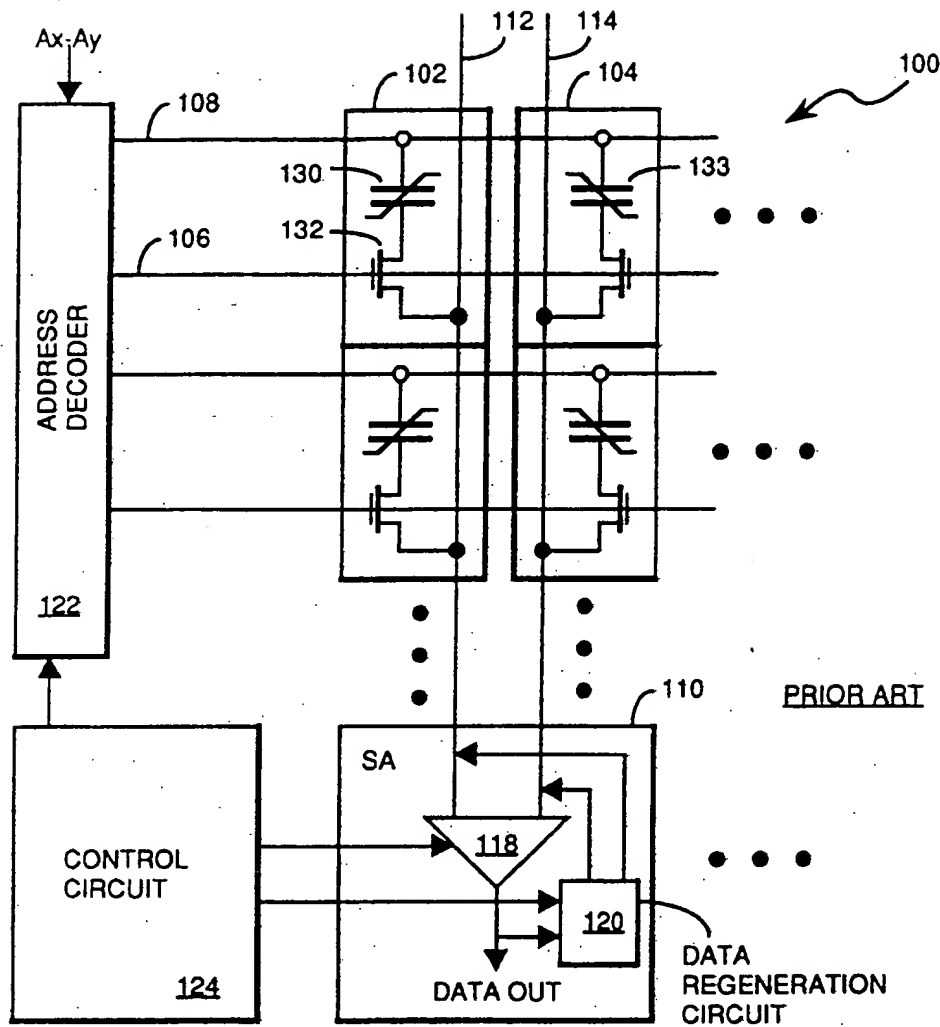 Ax-Ay
112
114
100
102
104
108
130
133
132
106
ADDRESS
DECODER
122
110
PRIOR ART
SA
118
CONTROL
CIRCUIT
120
124
DATA OUT
DATA
REGENERATION
CIRCUIT